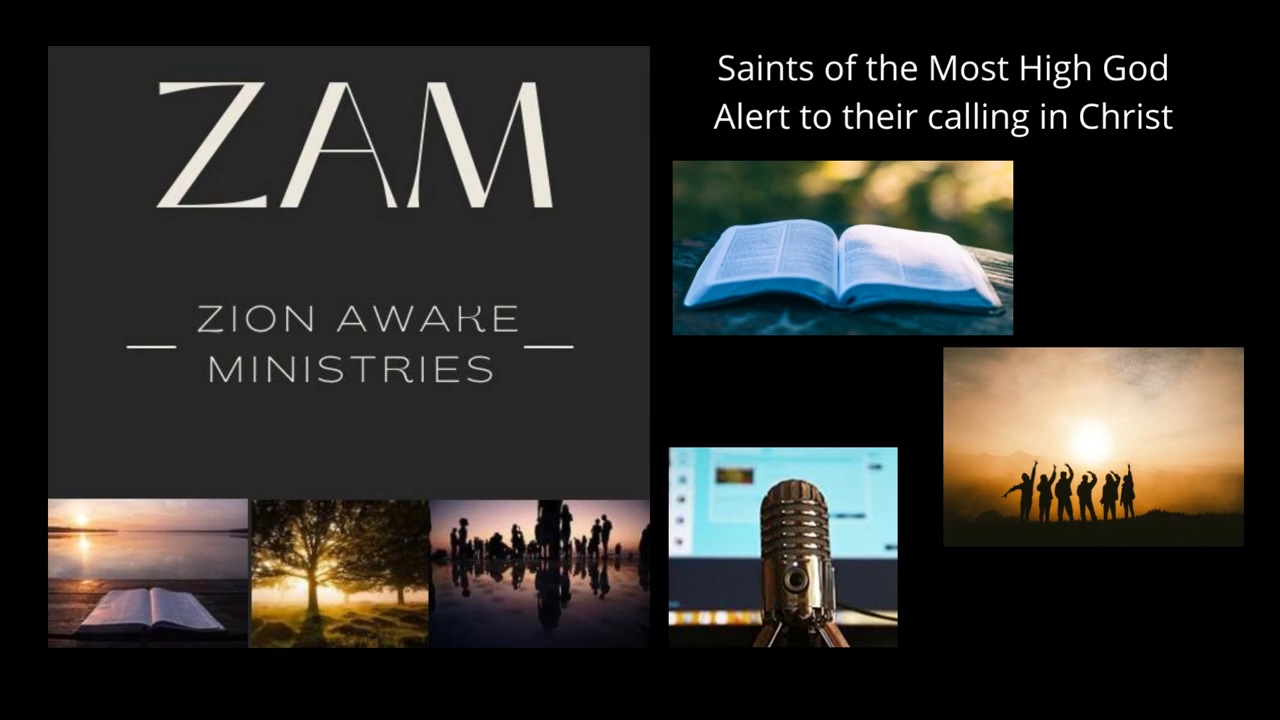 ZAM
ZION AWAKE
MINISTRIES
Saints of the Most High God
Alert to their calling in Christ